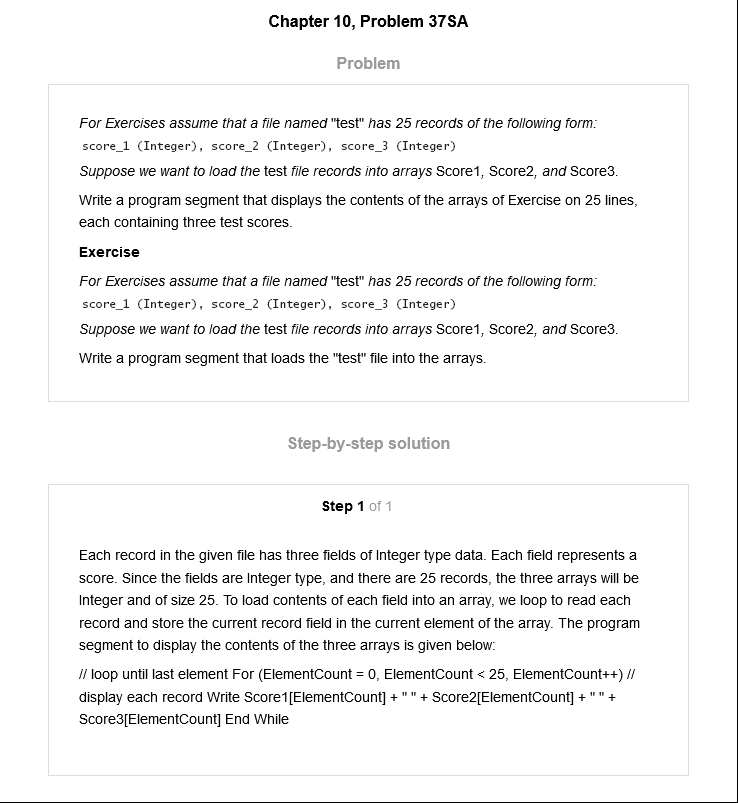 Chapter 10, Problem 37SA
Problem
For Exercises assume that a file named "test" has 25 records of the following form:
score_1 (Integer), score_2 (Integer), score_3 (Integer)
Suppose we want to load the test file records into arrays Score1, Score2, and Score3.
Write a program segment that displays the contents of the arrays of Exercise on 25 lines,
each containing three test scores.
Exercise
For Exercises assume that a file named "test" has 25 records of the following form:
score_1 (Integer), score_2 (Integer), score_3 (Integer)
Suppose we want to load the test file records into arrays Score1, Score2, and Score3.
Write a program segment that loads the "test" file into the arrays.
Step-by-step solution
Step 1 of 1
Each record in the given file has three fields of Integer type data. Each field represents a
score. Since the fields are Integer type, and there are 25 records, the three arrays will be
Integer and of size 25. To load contents of each field into an array, we loop to read each
record and store the current record field in the current element of the array. The program
segment to display the contents of the three arrays is given below:
// loop until last element For (ElementCount = 0, ElementCount < 25, ElementCount++) //
display each record Write Score1[ElementCount] + " " + Score2[ElementCount] + " " +
Score3[ElementCount] End While